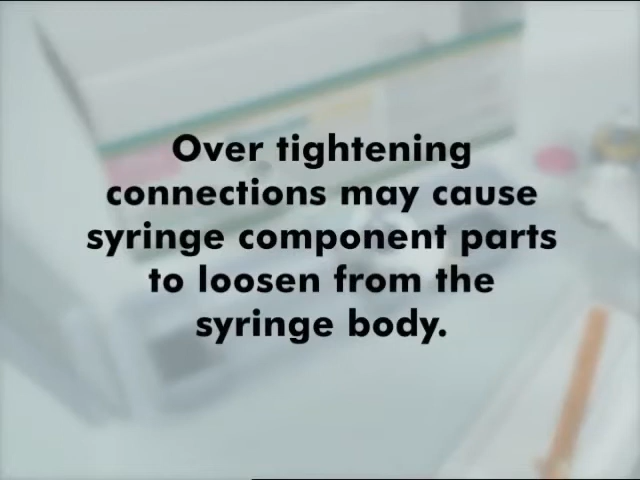 Over tightening
connections may cause
syringe component parts
to loosen from the
syringe body.